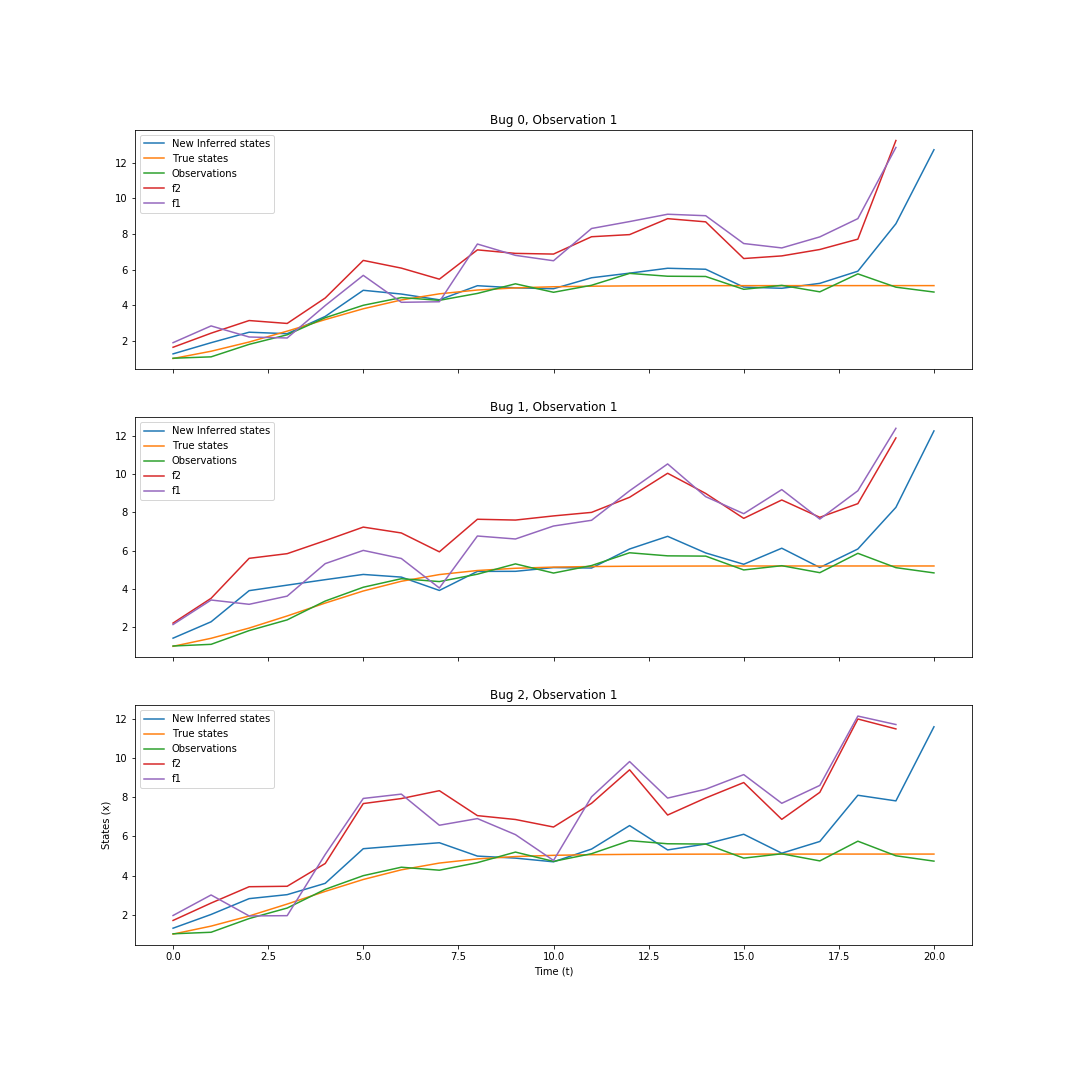 Bug 0, Observation 1
New Inferred states
True states
Observations
f2
f1
12
10
8
6
4
2
Bug 1, Observation 1
New Inferred states
True states
Observations
f2
f1
12
10
8
6
4
2
Bug 2, Observation 1
New Inferred states
True states
Observations
f2
f1
12
10
8
6
4
2
States (x)
0.0 2.5 5.0 7.5 10.0 12.5 15.0 17.5 20.0
Time (t)